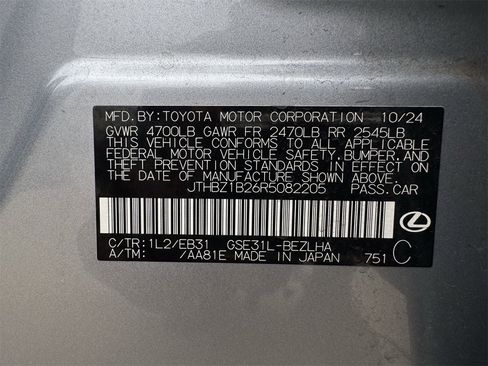 MFD.BY:TOYOTA MOTOR CORPORATION 10/24
GVWR 4700LB GAWR FR 2470LB RR 2545LB
THIS VEHICLE CONFORMS TO ALL APPLICABLE
FEDERAL MOTOR VEHICLE SAFETY, BUMPER, AND
THEFT PREVENTION STANDARDS IN EFFECT ON
THE DATE OF MANUFACTURE SHOWN ABOVE.
JTHBZ1B26R5082205 PASS.CAR
C/TR:1L2/EB31 GSE31L-BEZLHA
A/TM: /AA81E MADE IN JAPAN 751 C